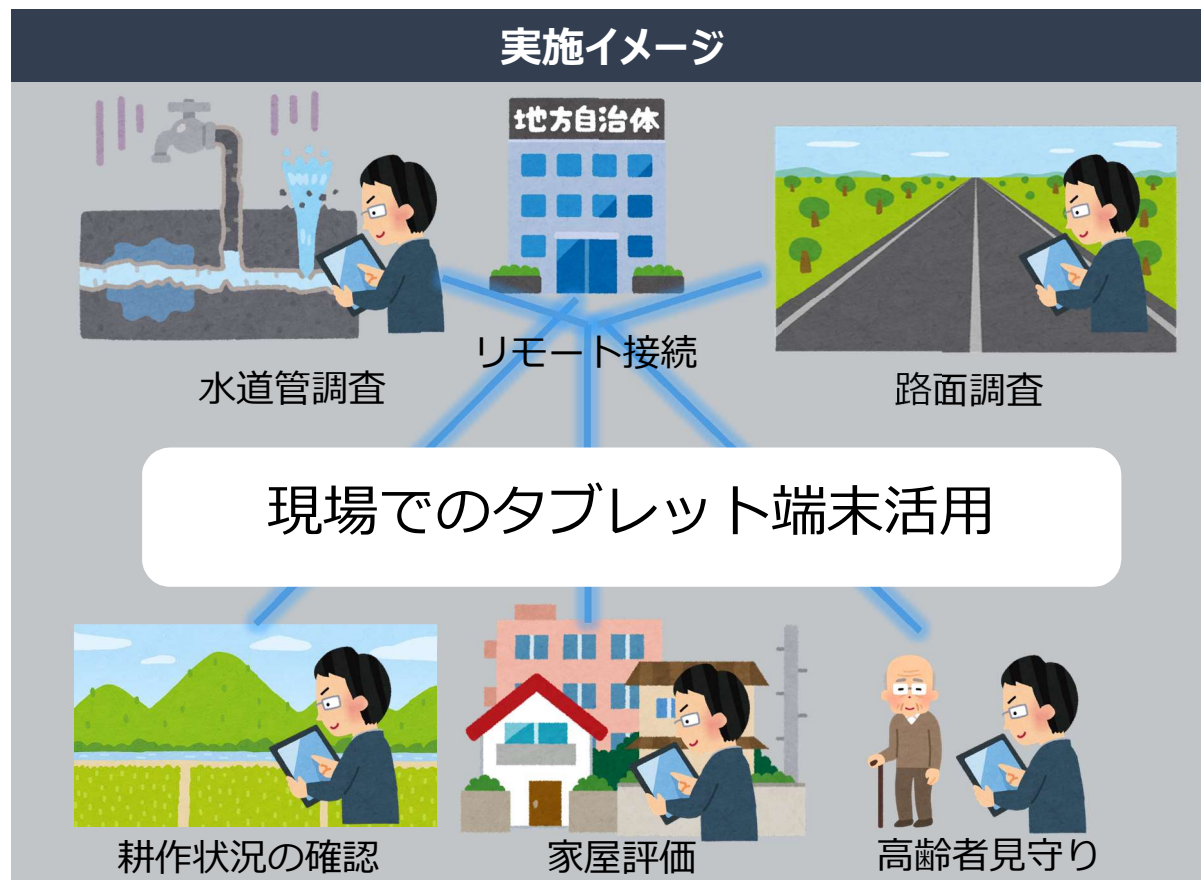 実施イメージ
地方自治体
リモート接続
水道管調査
路面調査
現場でのタブレット端末活用
耕作状況の確認
家屋評価
高齢者見守り